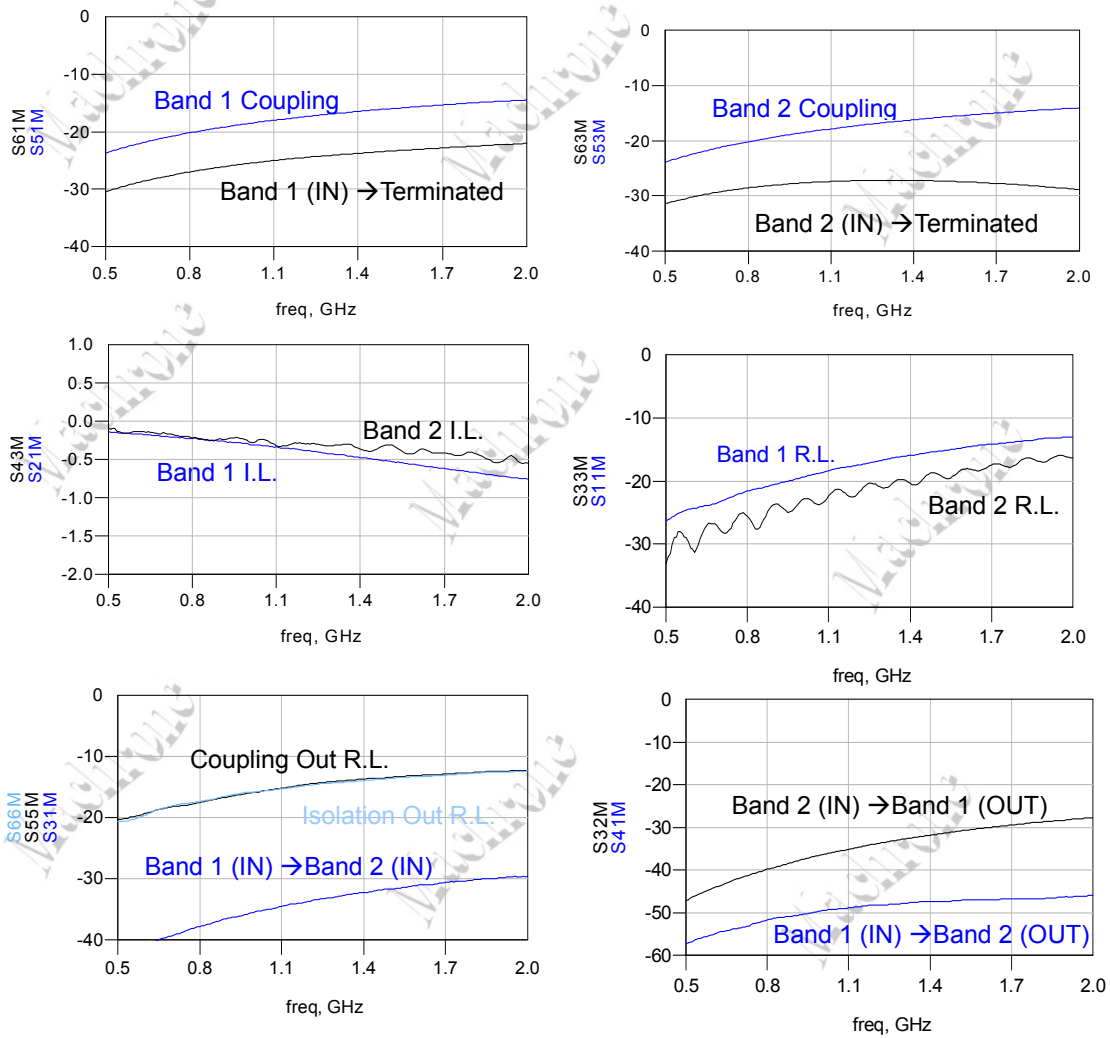 0
-10
-20
-30
-40
S61M
S51M
Band 1 Coupling
Band 1 (IN) →Terminated
0.5 0.8 1.1 1.4 1.7 2.0
freq, GHz
0
-10
-20
-30
-40
S63M
S53M
Band 2 Coupling
Band 2 (IN) →Terminated
0.5 0.8 1.1 1.4 1.7 2.0
freq, GHz
1.0
0.5
0.0
-0.5
-1.0
-1.5
-2.0
S43M
S21M
Band 2 I.L.
Band 1 I.L.
0.5 0.8 1.1 1.4 1.7 2.0
freq, GHz
0
-10
-20
-30
-40
S33M
S11M
Band 1 R.L.
Band 2 R.L.
0.5 0.8 1.1 1.4 1.7 2.0
freq, GHz
0
-10
-20
-30
-40
S66M
S55M
S31M
Coupling Out R.L.
Isolation Out R.L.
Band 1 (IN) →Band 2 (IN)
0.5 0.8 1.1 1.4 1.7 2.0
freq, GHz
0
-10
-20
-30
-40
-50
-60
S32M
S41M
Band 2 (IN) →Band 1 (OUT)
Band 1 (IN) →Band 2 (OUT)
0.5 0.8 1.1 1.4 1.7 2.0
freq, GHz
Madrone
Madrone
Madrone
Madrone
Madrone
Madrone
Madrone
Madrone